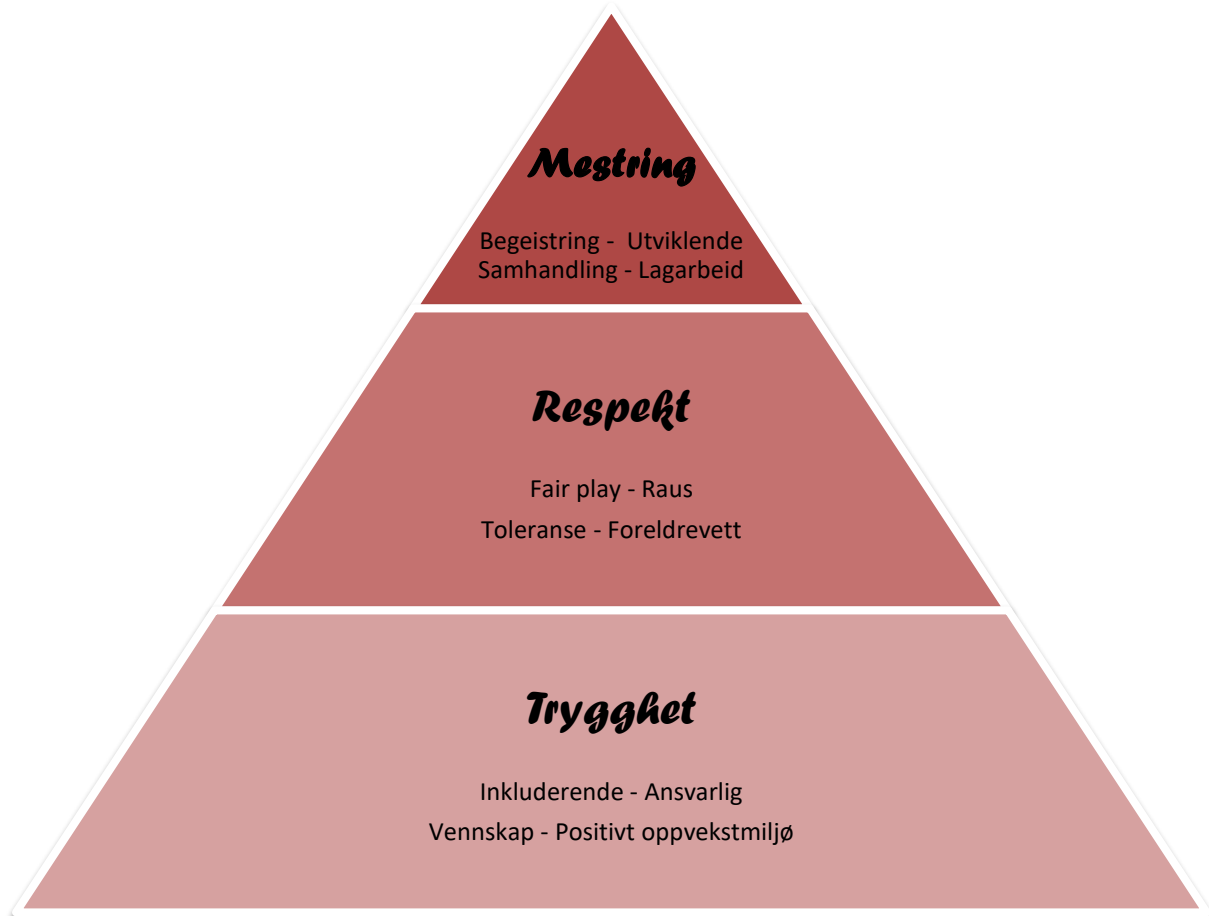 Mestring
Begeistring -  Utviklende
Samhandling - Lagarbeid
Respekt
Fair play - Raus
Toleranse - Foreldrevett
Trygghet
Inkluderende - Ansvarlig
Vennskap - Positivt oppvekstmiljø